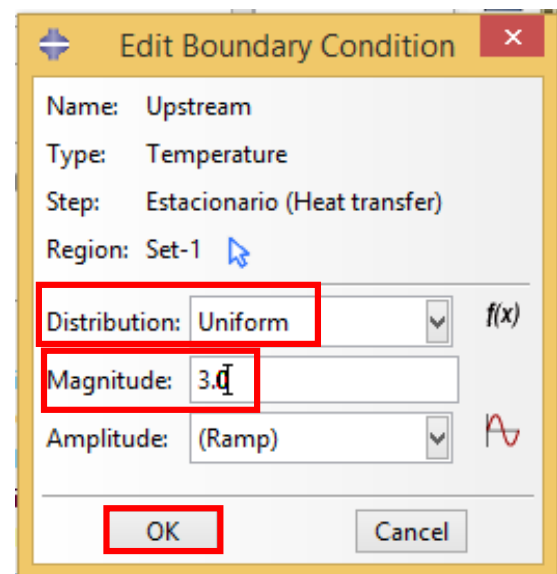 Edit Boundary Condition
Name: Upstream
Type: Temperature
Step: Estacionario (Heat transfer)
Region: Set-1
Distribution: Uniform f(x)
Magnitude: 3.0
Amplitude: (Ramp)
OK Cancel